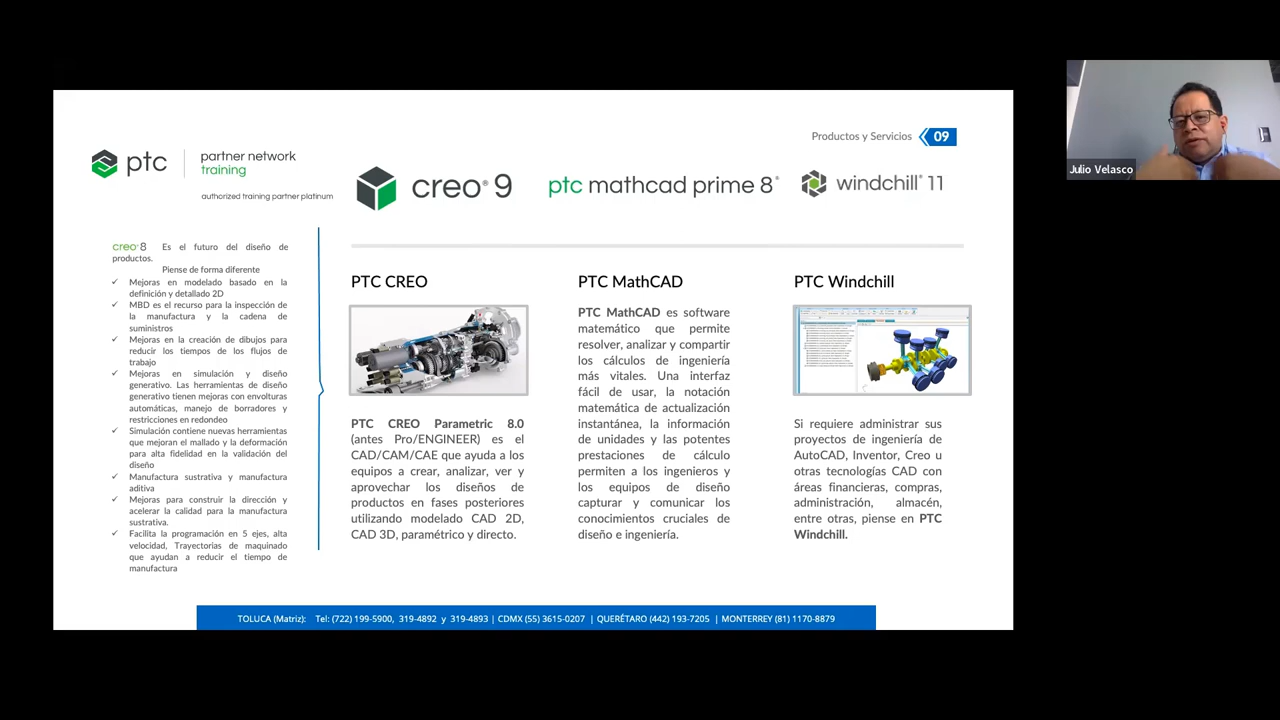 Productos y Servicios 09
ptc partner network
training
authorized training partner platinum
creo® 9
ptc mathcad prime 8®
windchill® 11
Julio Velasco
creo® 8 Es el futuro del diseño de
productos.
Piense de forma diferente
✓ Mejoras en modelado basado en la
definición y detallado 2D
✓ MBD es el recurso para la inspección de
la manufactura y la cadena de
suministros
Mejoras en la creación de dibujos para
reducir los tiempos de los flujos de
trabajo
Mejoras en simulación y diseño
generativo. Las herramientas de diseño
generativo tienen mejoras con envolturas
automáticas, manejo de borradores y
restricciones en redondeo
✓ Simulación contiene nuevas herramientas
que mejoran el mallado y la deformación
para alta fidelidad en la validación del
diseño
✓ Manufactura sustrativa y manufactura
aditiva
✓ Mejoras para construir la dirección y
acelerar la calidad para la manufactura
sustrativa.
✓ Facilita la programación en 5 ejes, alta
velocidad, Trayectorias de maquinado
que ayudan a reducir el tiempo de
manufactura
PTC CREO
PTC CREO Parametric 8.0
(antes Pro/ENGINEER) es el
CAD/CAM/CAE que ayuda a los
equipos a crear, analizar, ver y
aprovechar los diseños de
productos en fases posteriores
utilizando modelado CAD 2D,
CAD 3D, paramétrico y directo.
PTC MathCAD
PTC MathCAD es software
matemático que permite
resolver, analizar y compartir
los cálculos de ingeniería
más vitales. Una interfaz
fácil de usar, la notación
matemática de actualización
instantánea, la información
de unidades y las potentes
prestaciones de cálculo
permiten a los ingenieros y
los equipos de diseño
capturar y comunicar los
conocimientos cruciales de
diseño e ingeniería.
PTC Windchill
Si requiere administrar sus
proyectos de ingeniería de
AutoCAD, Inventor, Creo u
otras tecnologías CAD con
áreas financieras, compras,
administración, almacén,
entre otras, piense en PTC
Windchill.
TOLUCA (Matriz): Tel: (722) 199-5900, 319-4892 y 319-4893 | CDMX (55) 3615-0207 | QUERÉTARO (442) 193-7205 | MONTERREY (81) 1170-8879